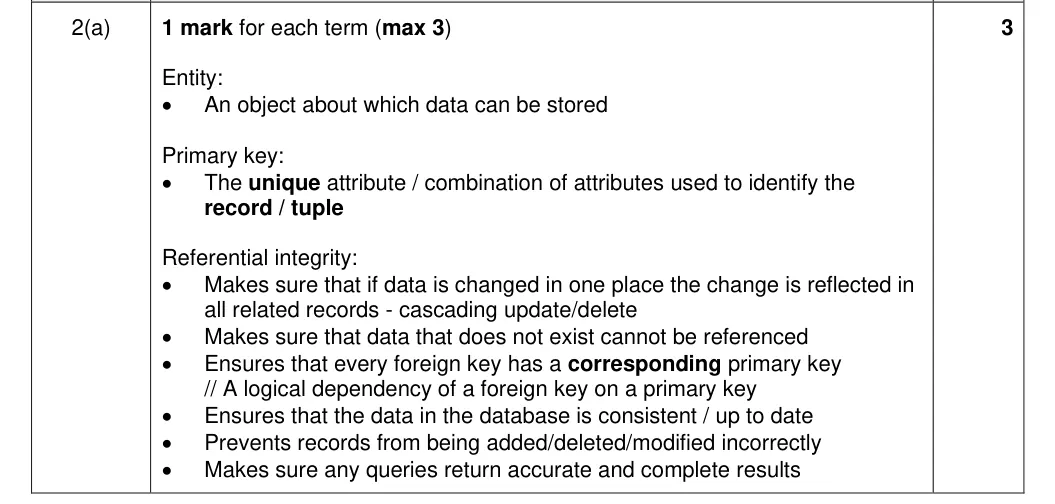 2(a)
1 mark for each term (max 3)
3
Entity:
• An object about which data can be stored
Primary key:
• The unique attribute / combination of attributes used to identify the
record / tuple
Referential integrity:
• Makes sure that if data is changed in one place the change is reflected in
all related records - cascading update/delete
• Makes sure that data that does not exist cannot be referenced
• Ensures that every foreign key has a corresponding primary key
// A logical dependency of a foreign key on a primary key
• Ensures that the data in the database is consistent / up to date
• Prevents records from being added/deleted/modified incorrectly
• Makes sure any queries return accurate and complete results